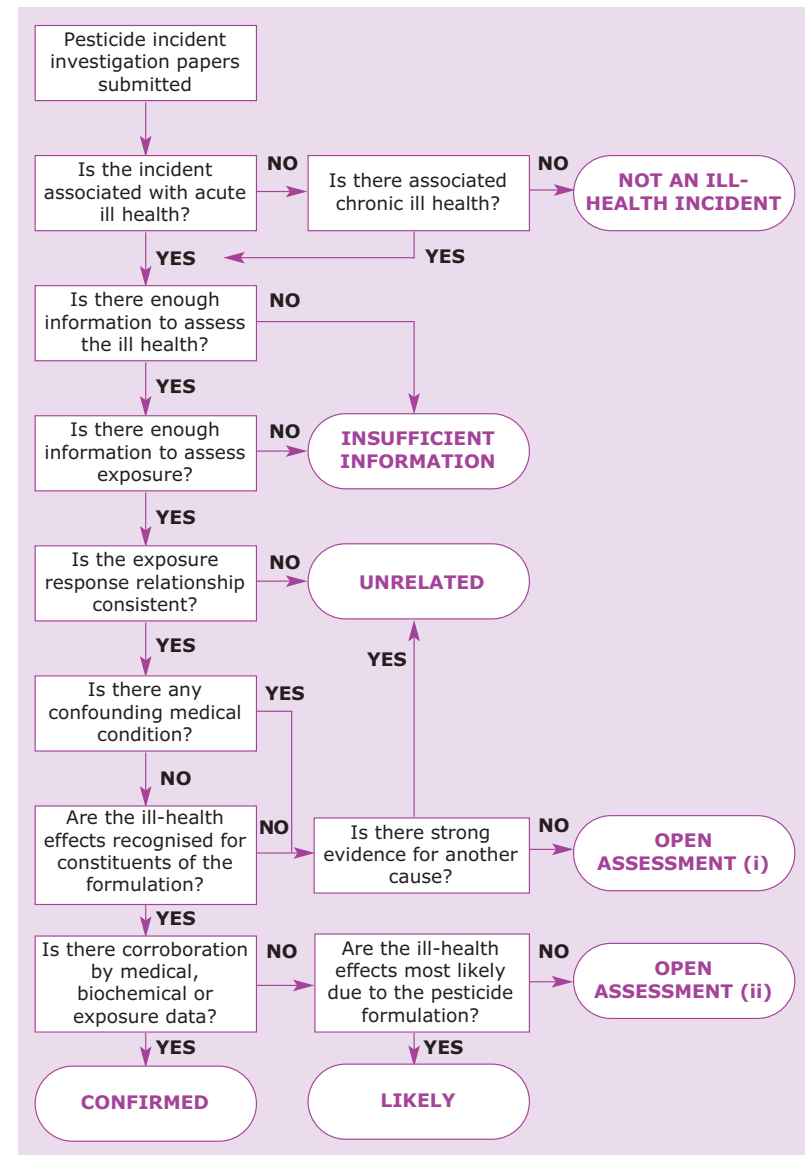 Pesticide incident
investigation papers
submitted
Is the incident
associated with acute
ill health?
NO
Is there associated
chronic ill health?
NO
NOT AN ILL-
HEALTH INCIDENT
YES
YES
Is there enough
information to assess
the ill health?
NO
YES
Is there enough
information to assess
exposure?
NO
INSUFFICIENT
INFORMATION
YES
Is the exposure
response relationship
consistent?
NO
UNRELATED
YES
YES
Is there any
confounding medical
condition?
YES
NO
Are the ill-health
effects recognised for
constituents of the
formulation?
NO
Is there strong
evidence for another
cause?
NO
OPEN
ASSESSMENT (i)
YES
Is there corroboration
by medical,
biochemical or
exposure data?
NO
Are the ill-health
effects most likely
due to the pesticide
formulation?
NO
OPEN
ASSESSMENT (ii)
YES
YES
CONFIRMED
LIKELY